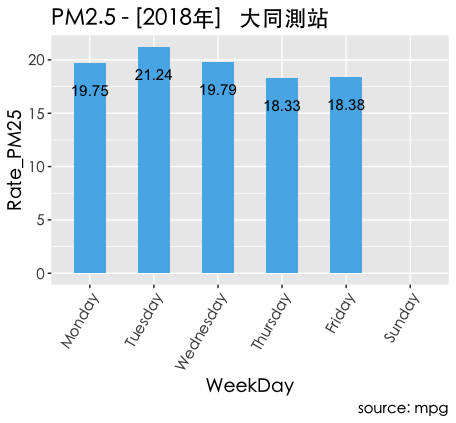 PM2.5 - [2018年] 大同測站
Rate_PM25
20
15
10
5
0
19.75
21.24
19.79
18.33
18.38
Monday
Tuesday
Wednesday
Thursday
Friday
Sunday
WeekDay
source: mpg